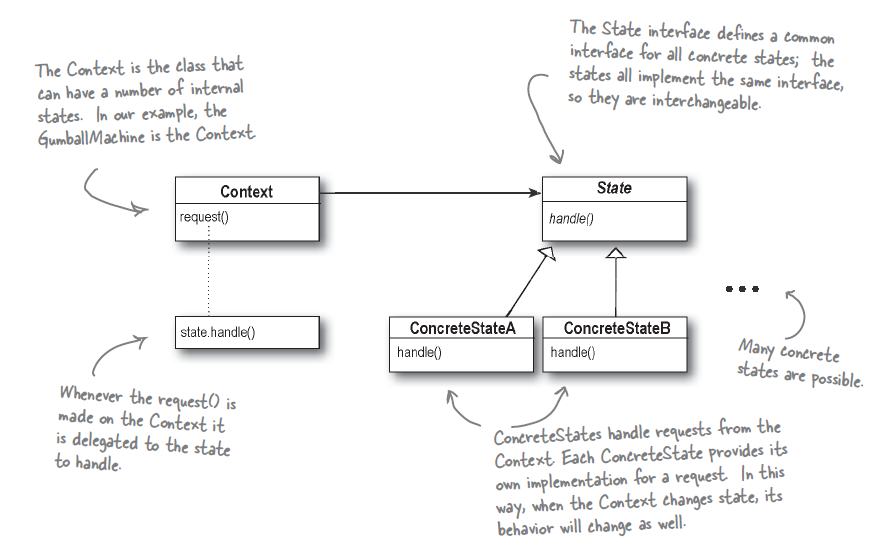 The State interface defines a common
interface for all concrete states; the
states all implement the same interface,
so they are interchangeable.
The Context is the class that
can have a number of internal
states. In our example, the
GumballMachine is the Context.
Context
request()
State
handle()
state.handle()
ConcreteStateA
handle()
ConcreteStateB
handle()
Many concrete
states are possible.
Whenever the request() is
made on the Context it
is delegated to the state
to handle.
ConcreteStates handle requests from the
Context. Each ConcreteState provides its
own implementation for a request. In this
way, when the Context changes state, its
behavior will change as well.